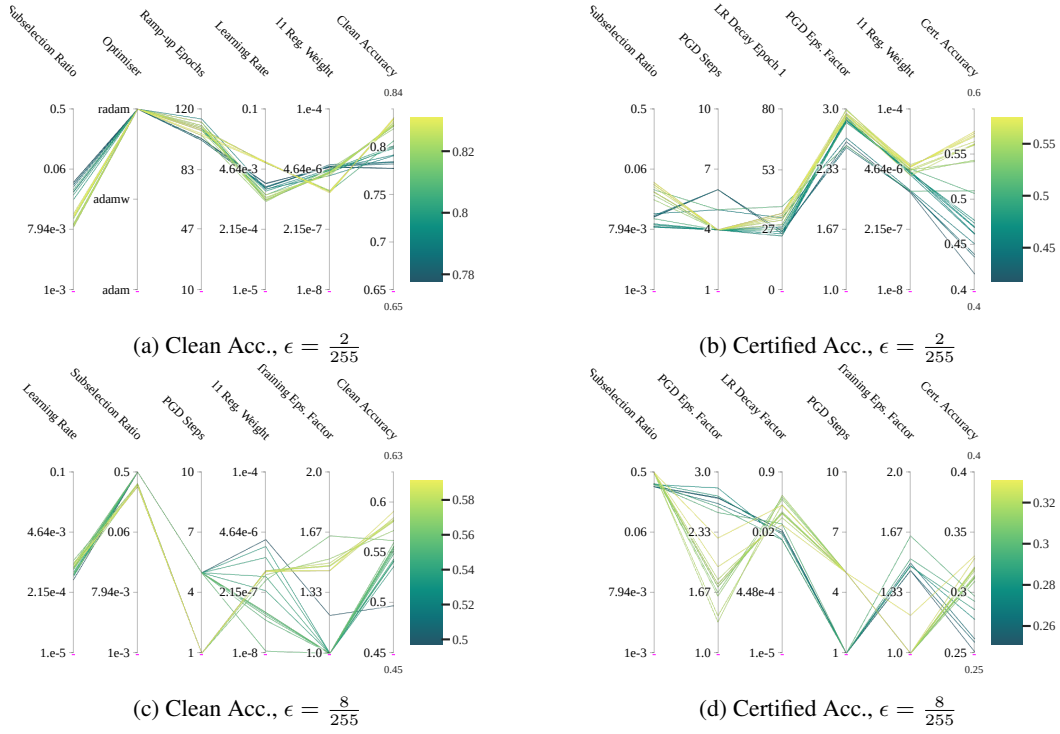 Subselection Ratio
Optimiser
Ramp-up Epochs
Learning Rate
l1 Reg. Weight
Clean Accuracy
0.84
0.5
radam
120
0.1
1.e-4
0.82
0.8
0.06
83
4.64e-3
4.64e-6
adamw
0.75
0.8
7.94e-3
47
2.15e-4
2.15e-7
0.7
0.78
1.e-3
adam
10
1.e-5
1.e-8
0.65
0.65
(a) Clean Acc., ϵ = 2/255
Subselection Ratio
PGD Steps
LR Decay Epoch 1
PGD Eps. Factor
l1 Reg. Weight
Cert. Accuracy
0.6
0.5
10
80
3.0
1.e-4
0.55
0.55
0.06
7
53
2.33
4.64e-6
0.5
0.5
7.94e-3
4
27
1.67
2.15e-7
0.45
0.45
1.e-3
1
0
1.0
1.e-8
0.4
0.4
(b) Certified Acc., ϵ = 2/255
Learning Rate
Subselection Ratio
PGD Steps
l1 Reg. Weight
Training Eps. Factor
Clean Accuracy
0.63
0.1
0.5
10
1.e-4
2.0
0.6
0.58
4.64e-3
0.06
7
4.64e-6
1.67
0.56
0.55
0.54
2.15e-4
7.94e-3
4
2.15e-7
1.33
0.5
0.52
1.e-5
1.e-3
1
1.e-8
1.0
0.45
0.5
0.45
(c) Clean Acc., ϵ = 8/255
Subselection Ratio
PGD Eps. Factor
LR Decay Factor
PGD Steps
Training Eps. Factor
Cert. Accuracy
0.4
0.5
3.0
0.9
10
2.0
0.4
0.32
0.06
2.33
0.02
7
1.67
0.35
0.3
7.94e-3
1.67
4.48e-4
4
1.33
0.3
0.28
1.e-3
1.0
1.e-5
1
1.0
0.25
0.26
0.25
(d) Certified Acc., ϵ = 8/255